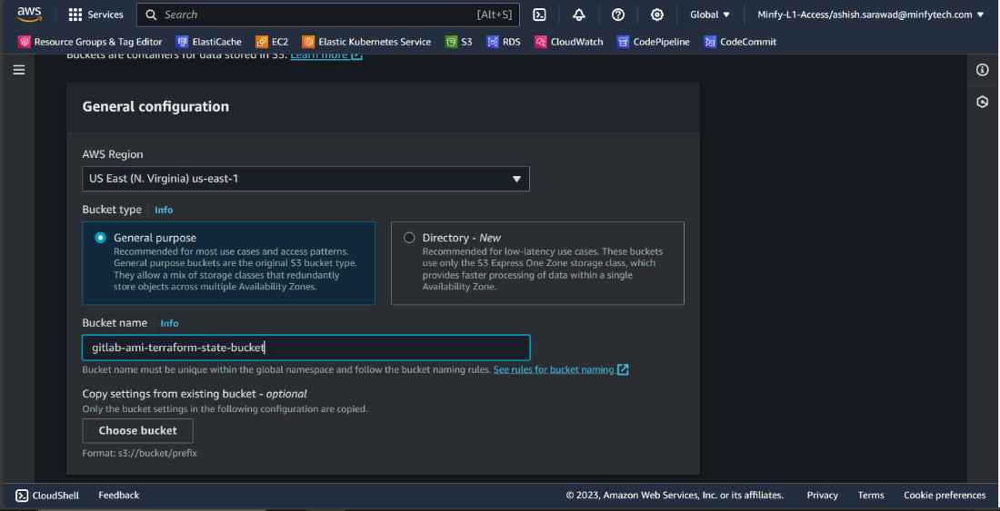 aws
Services
Search
[Alt+S]
Global
Minfy-L1-Access/ashish.sarawad@minfytech.com
Resource Groups & Tag Editor
ElastiCache
EC2
Elastic Kubernetes Service
S3
RDS
CloudWatch
CodePipeline
CodeCommit
Buckets are containers for data stored in S3. Learn more
General configuration
AWS Region
US East (N. Virginia) us-east-1
Bucket type
Info
General purpose
Recommended for most use cases and access patterns.
General purpose buckets are the original S3 bucket type.
They allow a mix of storage classes that redundantly
store objects across multiple Availability Zones.
Directory - New
Recommended for low-latency use cases. These buckets
use only the S3 Express One Zone storage class, which
provides faster processing of data within a single
Availability Zone.
Bucket name
Info
gitlab-ami-terraform-state-bucket
Bucket name must be unique within the global namespace and follow the bucket naming rules. See rules for bucket naming
Copy settings from existing bucket - optional
Only the bucket settings in the following configuration are copied.
Choose bucket
Format: s3://bucket/prefix
CloudShell
Feedback
© 2023, Amazon Web Services, Inc. or its affiliates.
Privacy
Terms
Cookie preferences